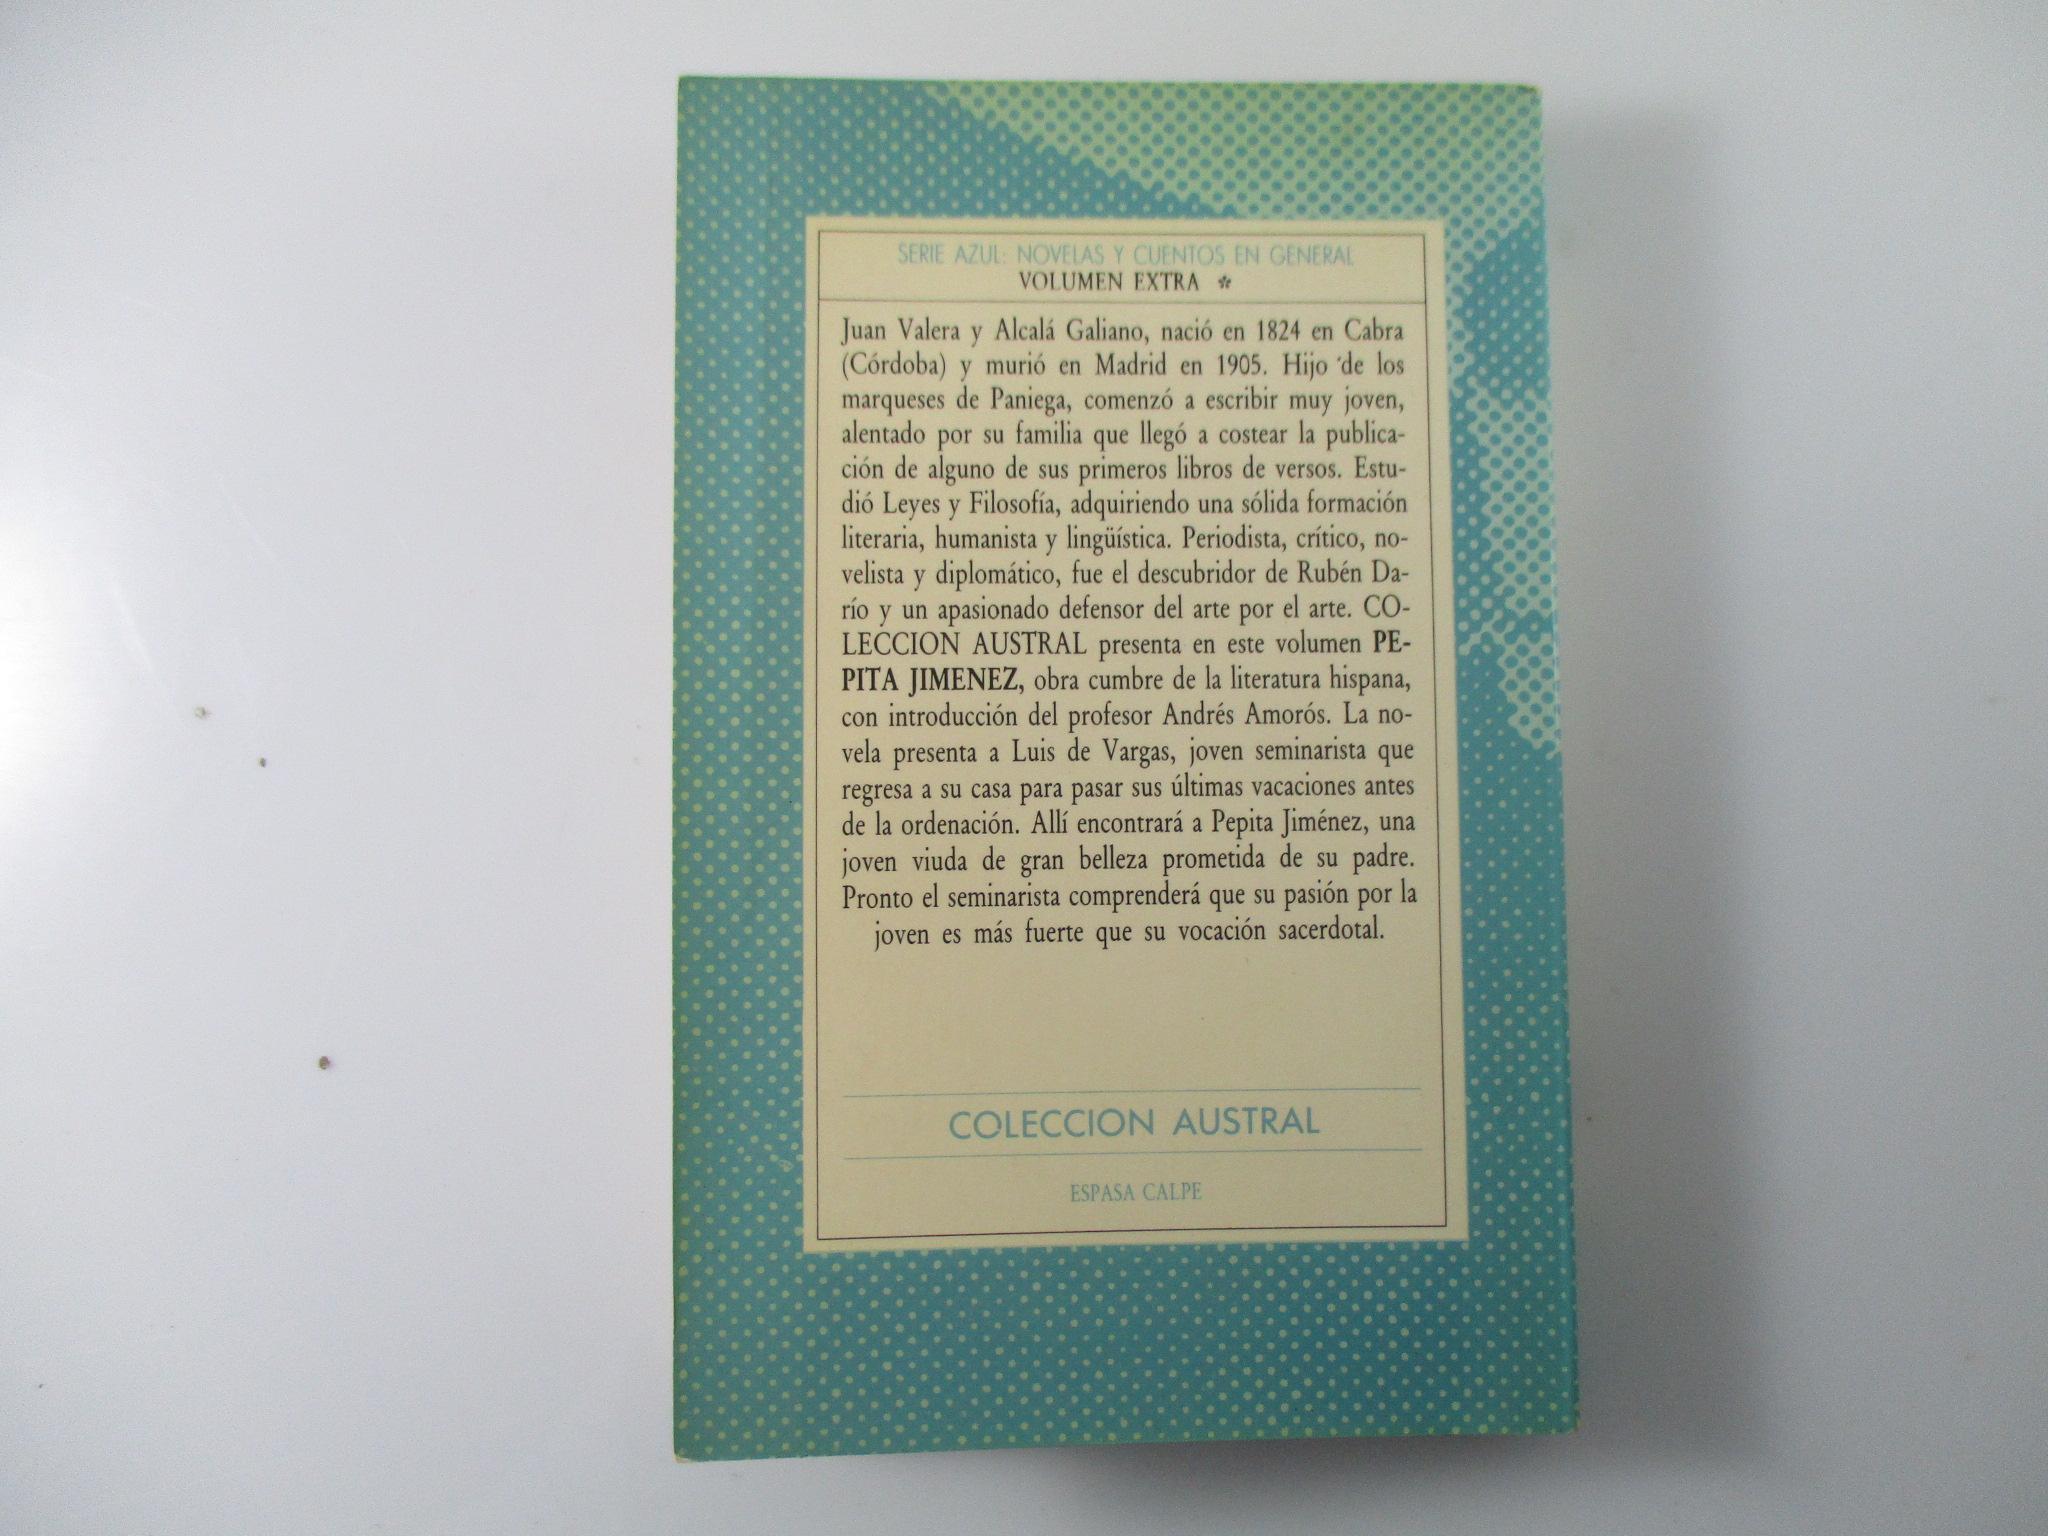 SERIE AZUL: NOVELAS Y CUENTOS EN GENERAL
VOLUMEN EXTRA *
Juan Valera y Alcalá Galiano, nació en 1824 en Cabra
(Córdoba) y murió en Madrid en 1905. Hijo de los
marqueses de Paniega, comenzó a escribir muy joven,
alentado por su familia que llegó a costear la publica-
ción de alguno de sus primeros libros de versos. Estu-
dió Leyes y Filosofía, adquiriendo una sólida formación
literaria, humanista y lingüística. Periodista, crítico, no-
velista y diplomático, fue el descubridor de Rubén Da-
río y un apasionado defensor del arte por el arte. CO-
LECCION AUSTRAL presenta en este volumen PE-
PITA JIMENEZ, obra cumbre de la literatura hispana,
con introducción del profesor Andrés Amorós. La no-
vela presenta a Luis de Vargas, joven seminarista que
regresa a su casa para pasar sus últimas vacaciones antes
de la ordenación. Allí encontrará a Pepita Jiménez, una
joven viuda de gran belleza prometida de su padre.
Pronto el seminarista comprenderá que su pasión por la
joven es más fuerte que su vocación sacerdotal.
COLECCION AUSTRAL
ESPASA CALPE